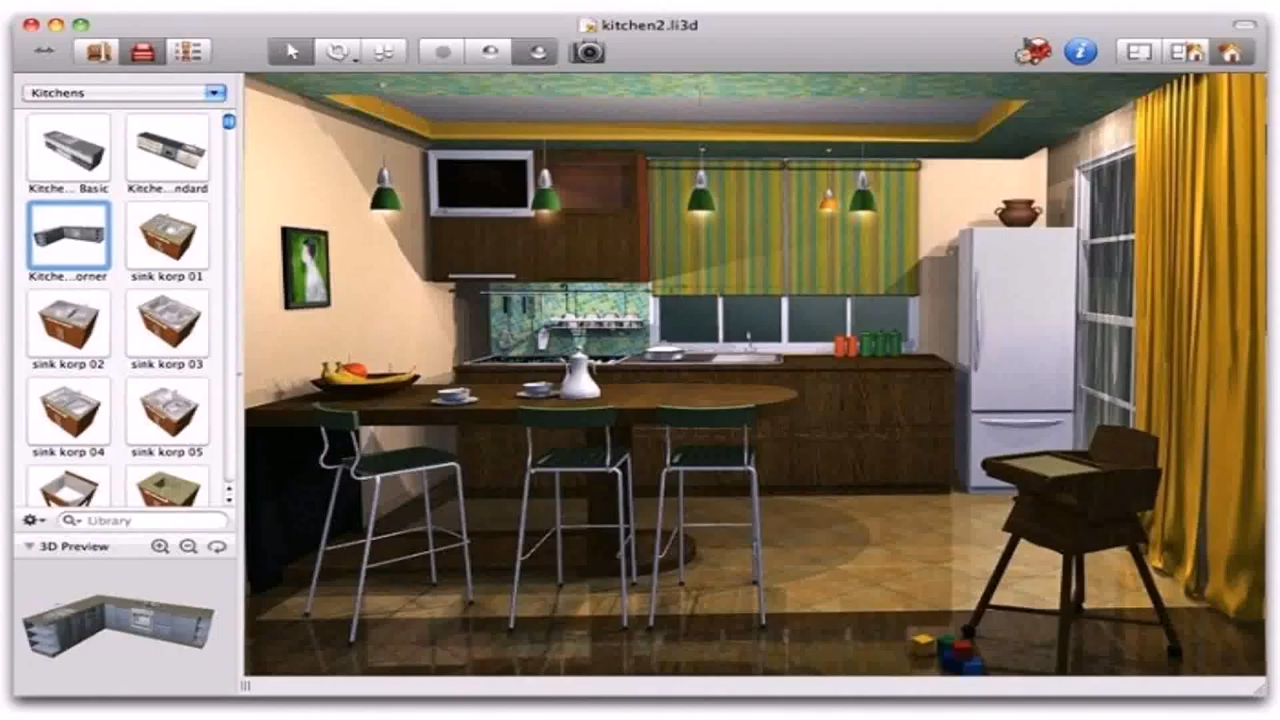 kitchen2.li3d
Kitchens
Kitche... Basic
Kitche...ndard
Kitche...orner
sink korp 01
sink korp 02
sink korp 03
sink korp 04
sink korp 05
Library
3D Preview